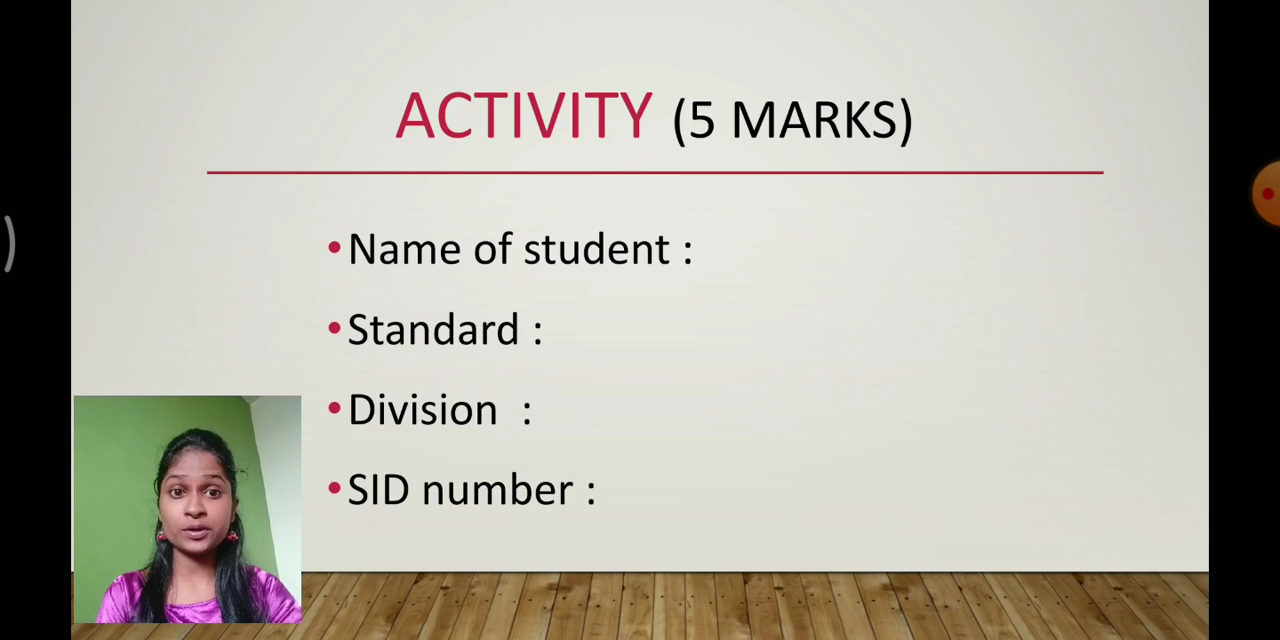 ACTIVITY (5 MARKS)
•Name of student :
•Standard :
•Division :
•SID number :